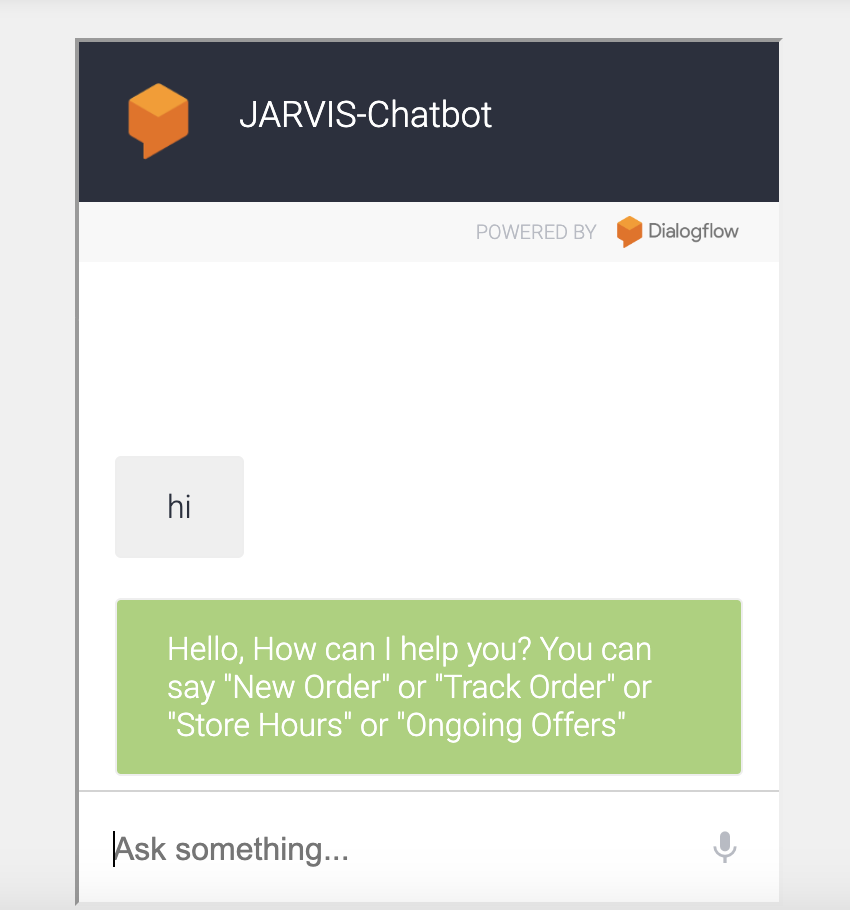 JARVIS-Chatbot
POWERED BY Dialogflow
hi
Hello, How can I help you? You can
say "New Order" or "Track Order" or
"Store Hours" or "Ongoing Offers"
Ask something...